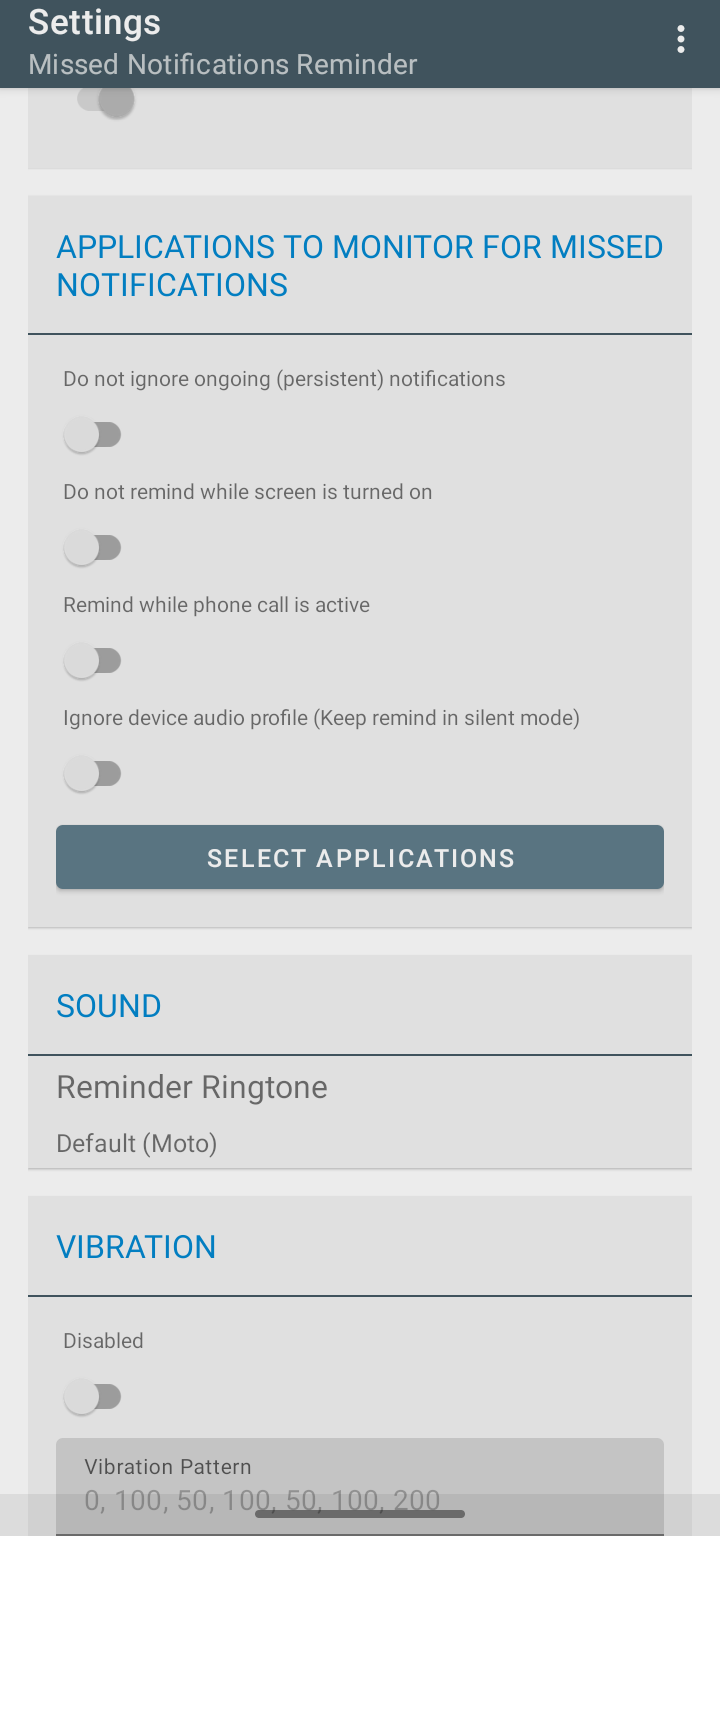 Settings
Missed Notifications Reminder
APPLICATIONS TO MONITOR FOR MISSED
NOTIFICATIONS
Do not ignore ongoing (persistent) notifications
Do not remind while screen is turned on
Remind while phone call is active
Ignore device audio profile (Keep remind in silent mode)
SELECT APPLICATIONS
SOUND
Reminder Ringtone
Default (Moto)
VIBRATION
Disabled
Vibration Pattern
0, 100, 50, 100, 50, 100, 200